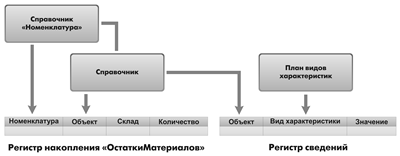 Справочник
«Номенклатура»
Справочник
План видов
характеристик
Номенклатура Объект Склад Количество
Объект Вид характеристики Значение
Регистр накопления «ОстаткиМатериалов»
Регистр сведений